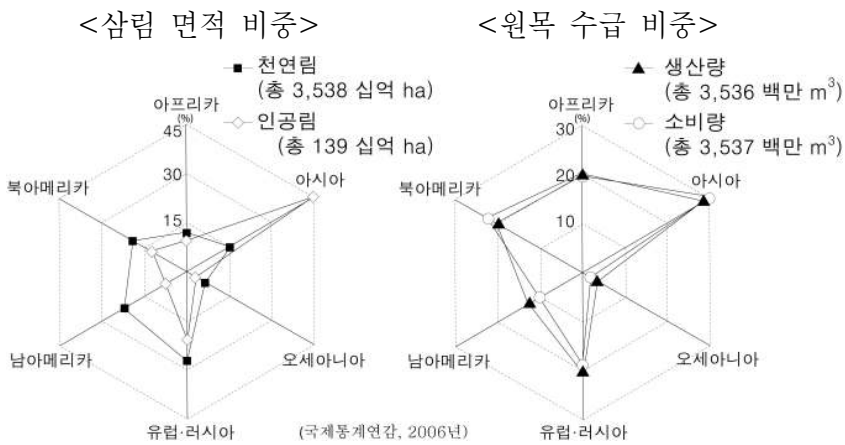 <삼림 면적 비중>
천연림
(총 3,538 십억 ha)
인공림
(총 139 십억 ha)
아프리카
(%)
45
30
15
아시아
오세아니아
유럽·러시아
남아메리카
북아메리카
<원목 수급 비중>
생산량
(총 3,536 백만 m³)
소비량
(총 3,537 백만 m³)
아프리카
(%)
30
20
10
아시아
오세아니아
유럽·러시아
남아메리카
북아메리카
(국제통계연감, 2006년)